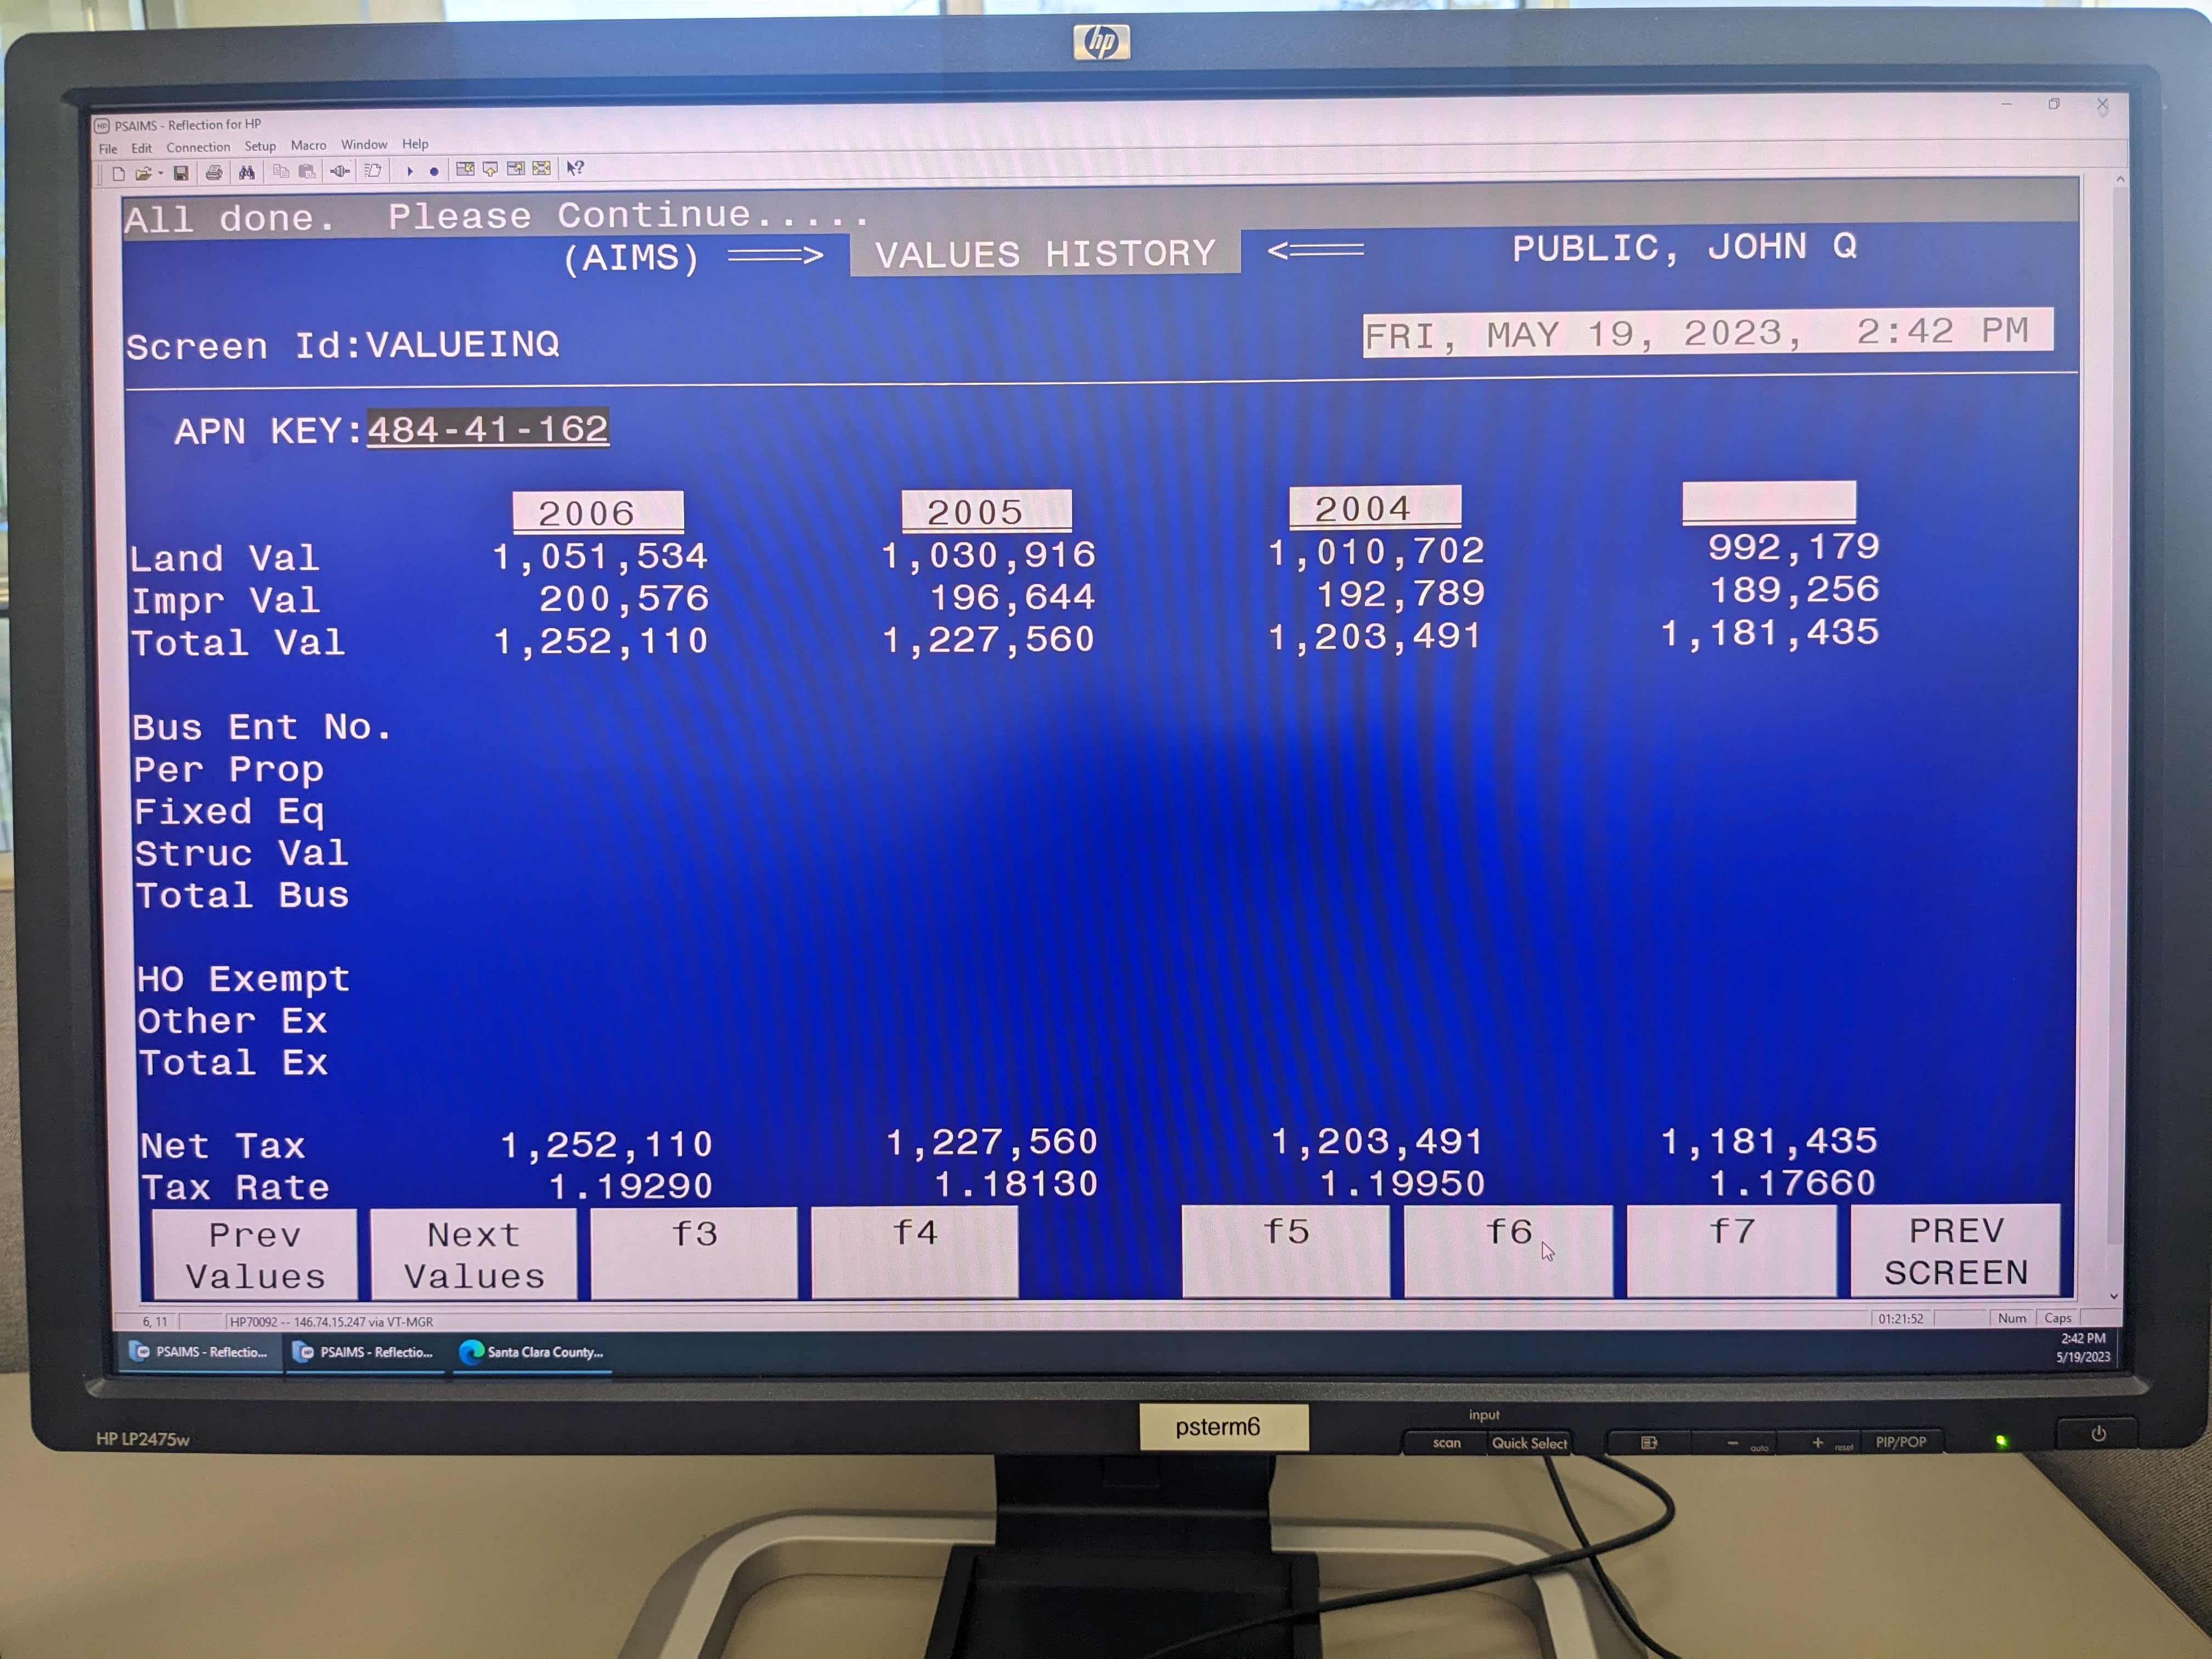 hp
PSAIMS - Reflection for HP
File Edit Connection Setup Macro Window Help
All done. Please Continue.....
(AIMS) ===> VALUES HISTORY <=== PUBLIC, JOHN Q
Screen Id:VALUEINQ FRI, MAY 19, 2023, 2:42 PM
APN KEY:484-41-162
2006 2005 2004
Land Val 1,051,534 1,030,916 1,010,702 992,179
Impr Val 200,576 196,644 192,789 189,256
Total Val 1,252,110 1,227,560 1,203,491 1,181,435
Bus Ent No.
Per Prop
Fixed Eq
Struc Val
Total Bus
HO Exempt
Other Ex
Total Ex
Net Tax 1,252,110 1,227,560 1,203,491 1,181,435
Tax Rate 1.19290 1.18130 1.19950 1.17660
Prev Values Next Values f3 f4 f5 f6 f7 PREV SCREEN
6, 11 HP70092 -- 146.74.15.247 via VT-MGR 01:21:52 Num Caps
PSAIMS - Reflectio... PSAIMS - Reflectio... Santa Clara County... 2:42 PM
5/19/2023
HP LP2475w
psterm6
input
scan Quick Select - auto + reset PIP/POP